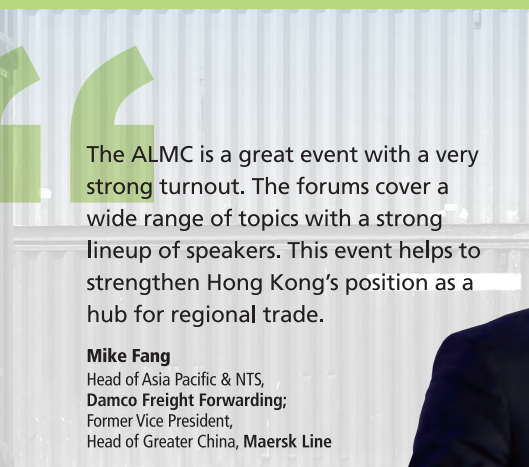 The ALMC is a great event with a very
strong turnout. The forums cover a
wide range of topics with a strong
lineup of speakers. This event helps to
strengthen Hong Kong’s position as a
hub for regional trade.
Mike Fang
Head of Asia Pacific & NTS,
Damco Freight Forwarding;
Former Vice President,
Head of Greater China, Maersk Line